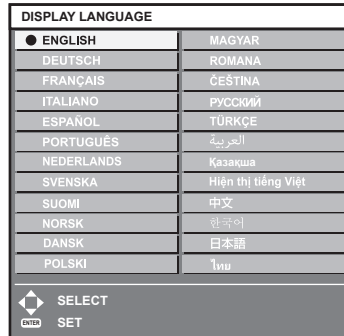 DISPLAY LANGUAGE
ENGLISH
DEUTSCH
FRANÇAIS
ITALIANO
ESPAÑOL
PORTUGUÊS
NEDERLANDS
SVENSKA
SUOMI
NORSK
DANSK
POLSKI
MAGYAR
ROMANA
ČEŠTINA
РУССКИЙ
TÜRKÇE
العربية
Қазақша
Hiện thị tiếng Việt
中文
한국어
日本語
ไทย
SELECT
ENTER SET